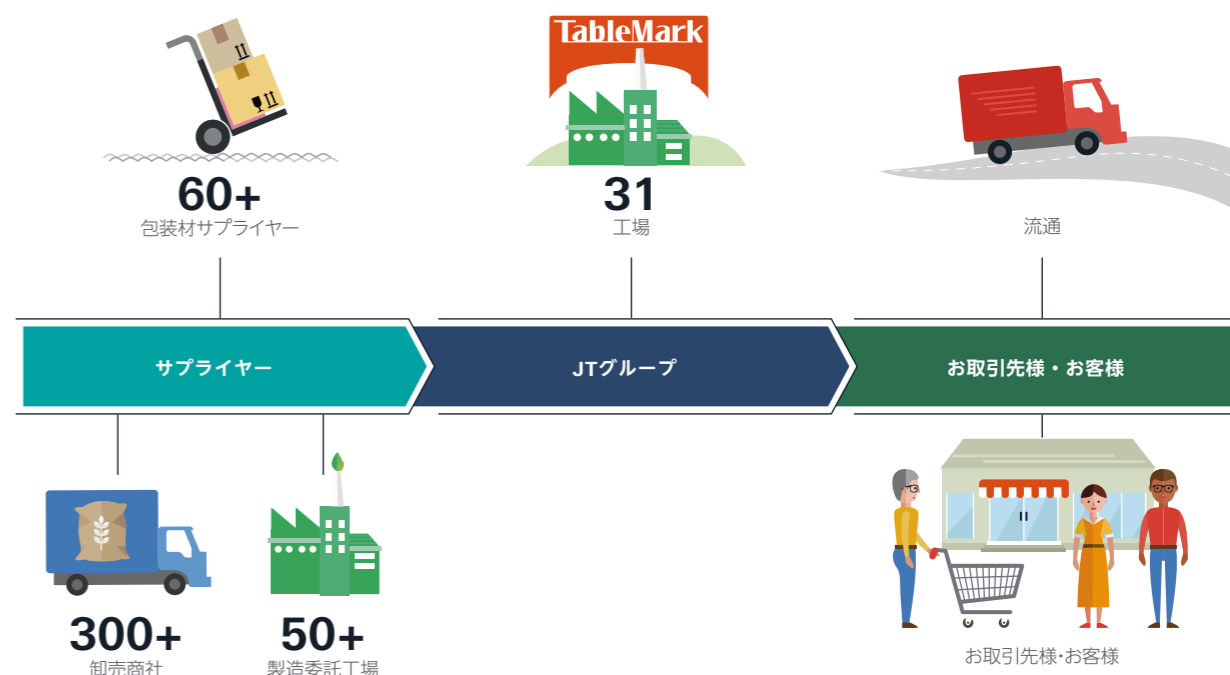 TableMark
60+
包装材サプライヤー
31
工場
流通
サプライヤー
JTグループ
お取引先様・お客様
300+
卸売商社
50+
製造委託工場
お取引先様・お客様